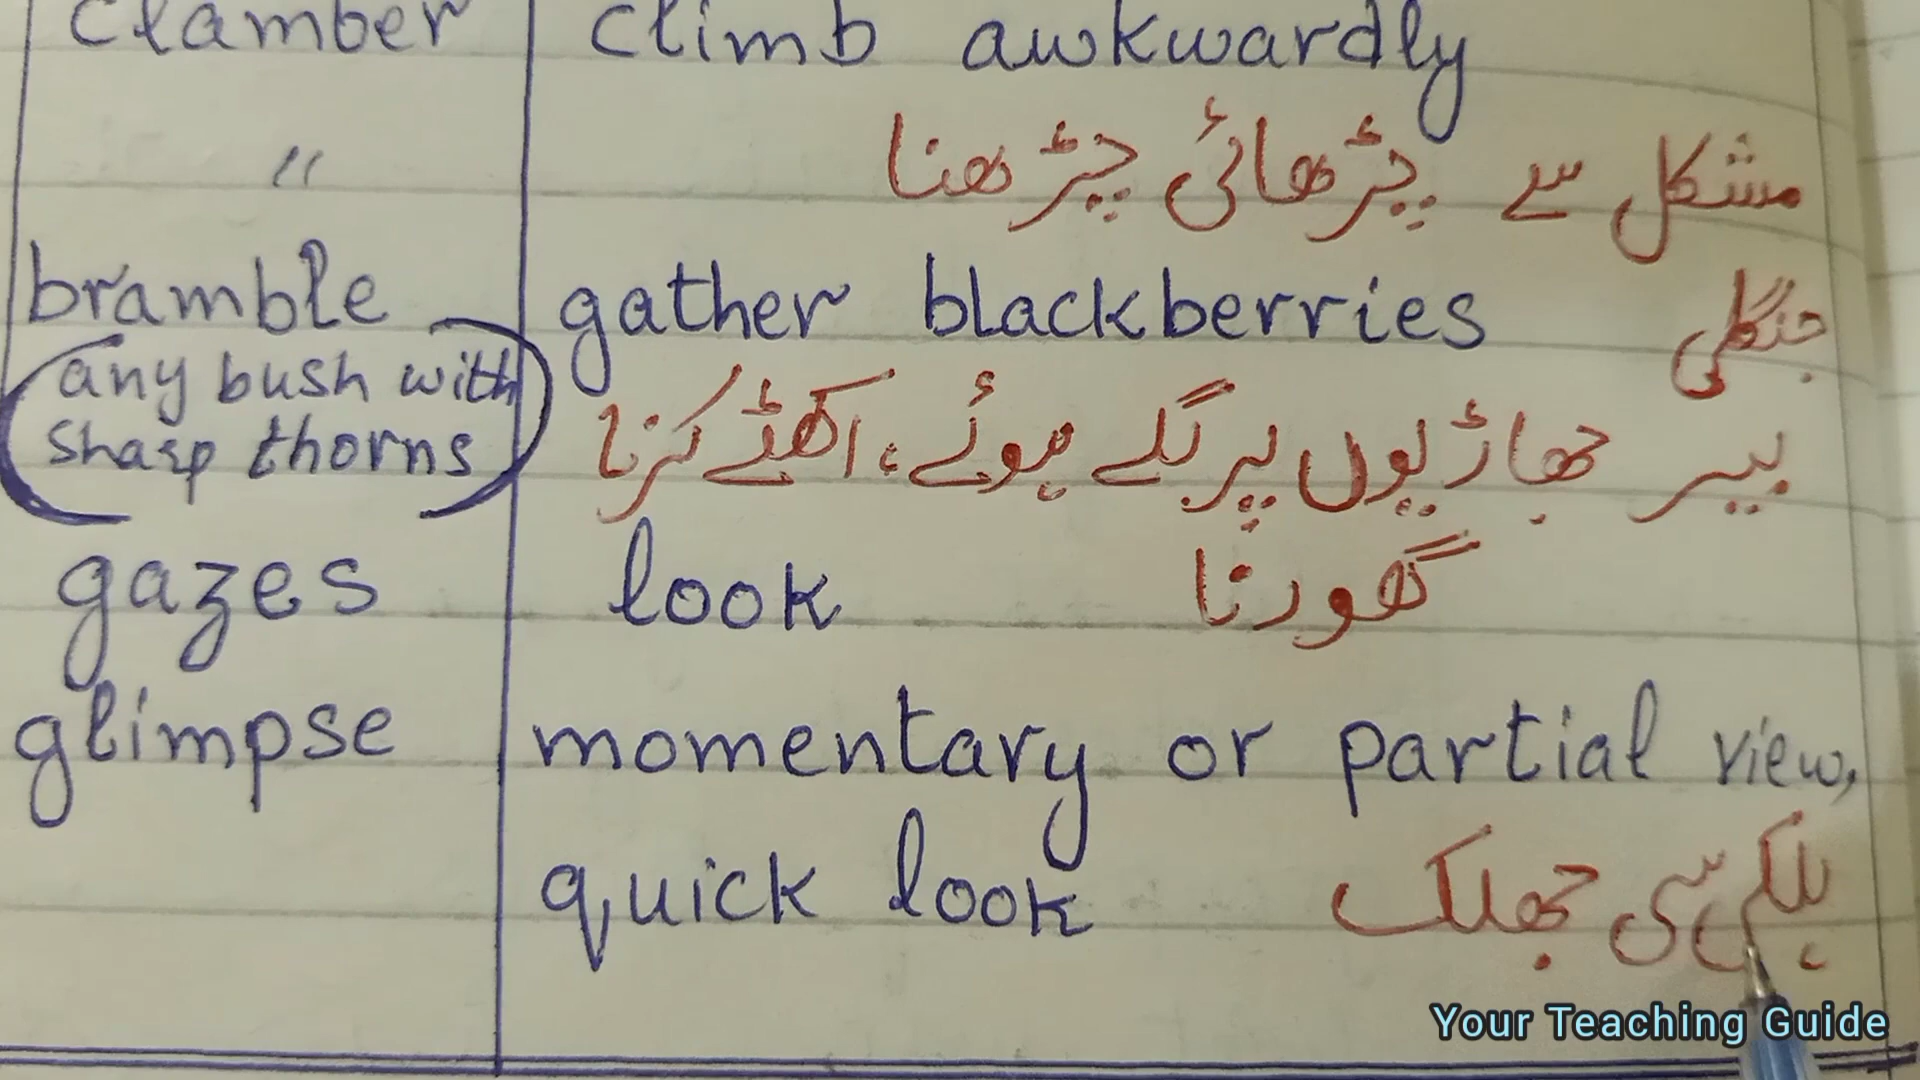 clamber climb awkwardly
" مشکل سے چڑھائی چڑھنا
bramble gather blackberries جنگلی
any bush with
sharp thorns بیر جھاڑیوں پر لگے ہوئے، اکھٹے کرنا
gazes look گھورنا
glimpse momentary or partial view,
quick look ہلکی سی جھلک
Your Teaching Guide